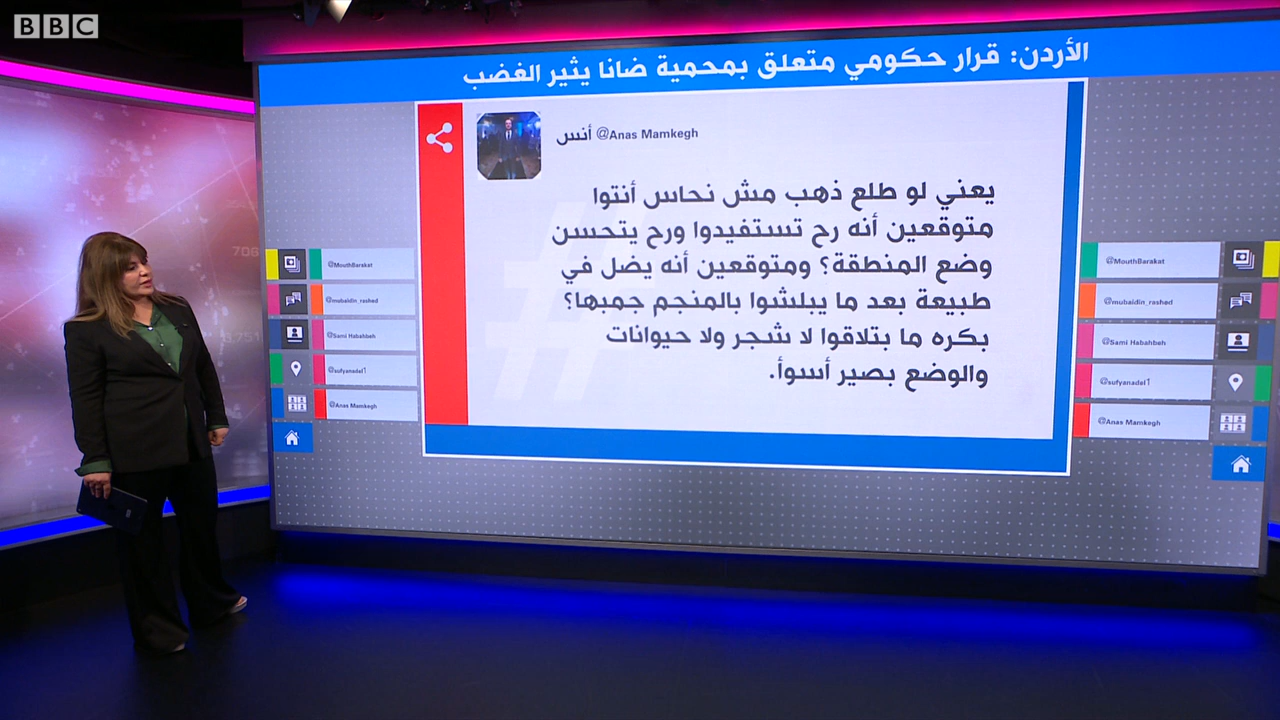 BBC
الأردن: قرار حكومي متعلق بمحمية ضانا يثير الغضب
أنس @Anas Mamkegh
يعني لو طلع ذهب مش نحاس أنتوا
متوقعين أنه رح تستفيدوا ورح يتحسن
وضع المنطقة؟ ومتوقعين أنه يضل في
طبيعة بعد ما يبلشوا بالمنجم جمبها؟
بكره ما بتلاقوا لا شجر ولا حيوانات
والوضع بصير أسوأ.
@MouthBarakat
@mubaldin_rashed
@Sami Habahbeh
@sufyanadel1
@Anas Mamkegh
@MouthBarakat
@mubaldin_rashed
@Sami Habahbeh
@sufyanadel1
@Anas Mamkegh